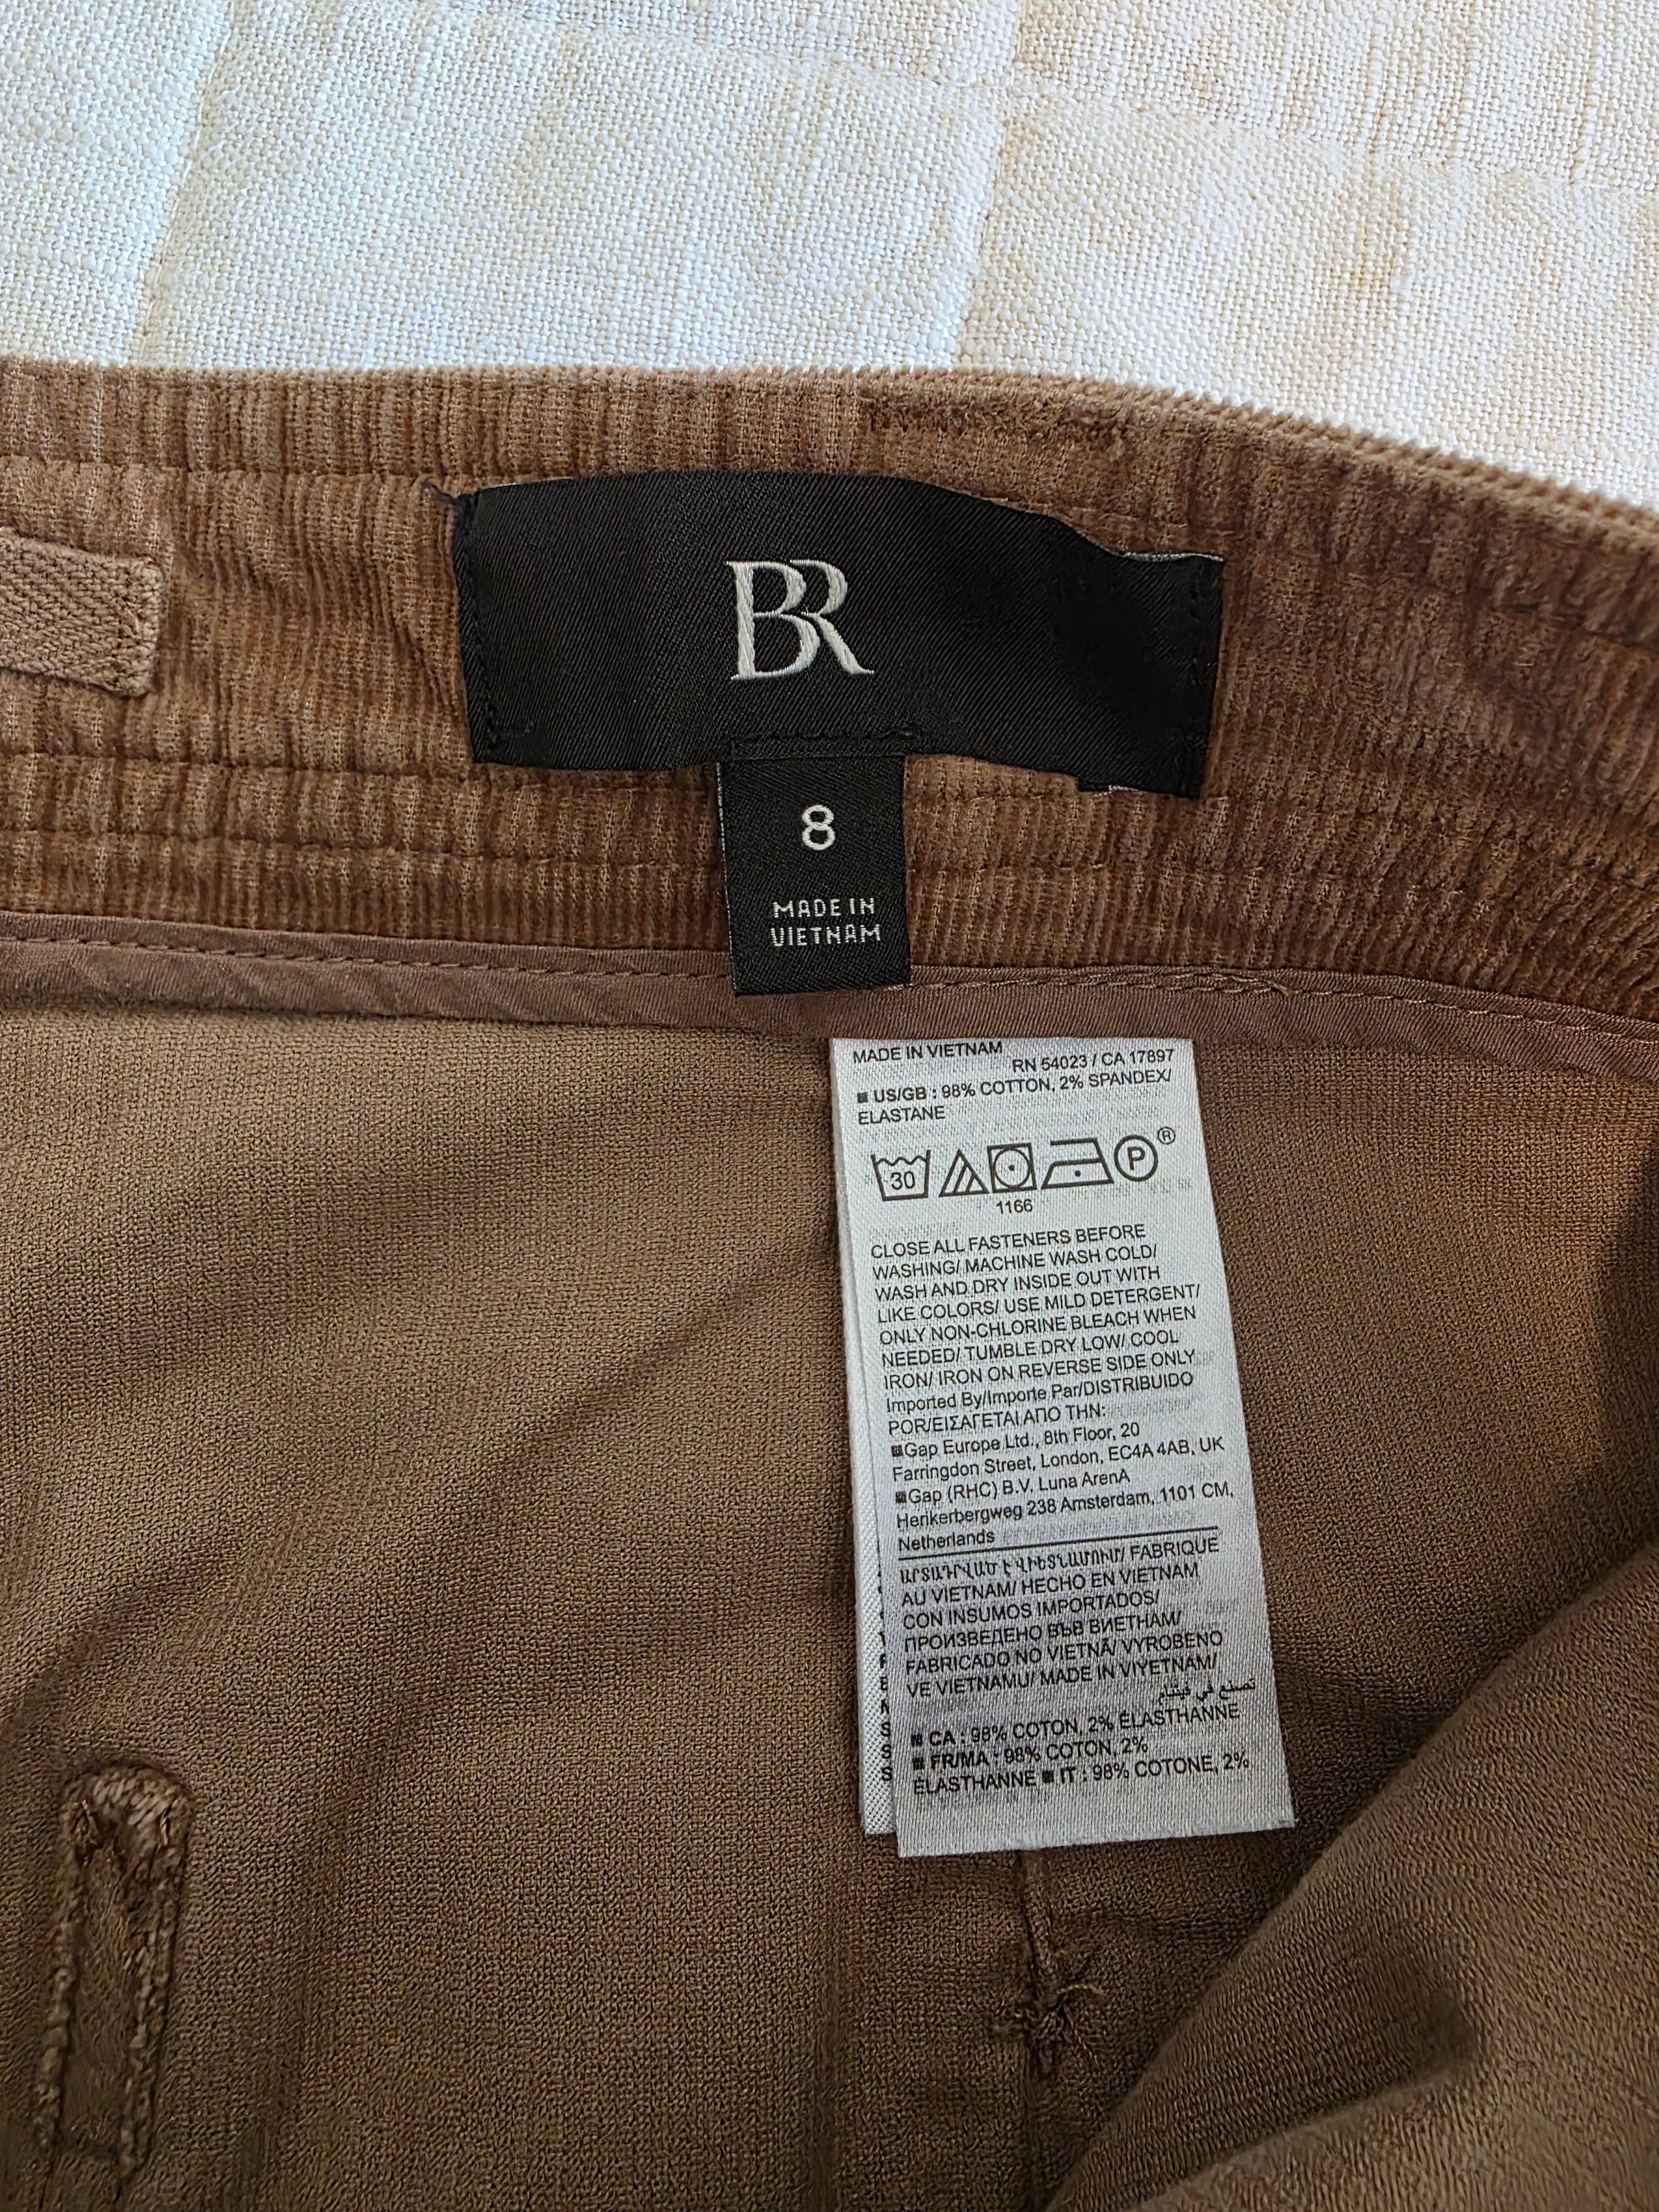 BR
8
MADE IN
VIETNAM
MADE IN VIETNAM
RN 54023 / CA 17897
■ US/GB : 98% COTTON, 2% SPANDEX/
ELASTANE
30
P
®
1166
CLOSE ALL FASTENERS BEFORE
WASHING/ MACHINE WASH COLD/
WASH AND DRY INSIDE OUT WITH
LIKE COLORS/ USE MILD DETERGENT/
ONLY NON-CHLORINE BLEACH WHEN
NEEDED/ TUMBLE DRY LOW/ COOL
IRON/ IRON ON REVERSE SIDE ONLY
Imported By/Importe Par/DISTRIBUIDO
POR/ΕΙΣΑΓΕΤΑΙ ΑΠΟ ΤΗΝ:
■Gap Europe Ltd., 8th Floor, 20
Farringdon Street, London, EC4A 4AB, UK
■Gap (RHC) B.V. Luna ArenA
Herikerbergweg 238 Amsterdam, 1101 CM,
Netherlands
ԱՐՏԱԴՐՎԱԾ Է ՎԻԵՏՆԱՄՈՒՄ/ FABRIQUE
AU VIETNAM/ HECHO EN VIETNAM
CON INSUMOS IMPORTADOS/
ПРОИЗВЕДЕНО ВЪВ ВИЕТНАМ/
FABRICADO NO VIETNÃ/ VYROBENO
VE VIETNAMU/ MADE IN VIYETNAM/
تصنع في فيتنام
■ CA : 98% COTON, 2% ÉLASTHANNE
■ FR/MA : 98% COTON, 2%
ÉLASTHANNE ■ IT : 98% COTONE, 2%